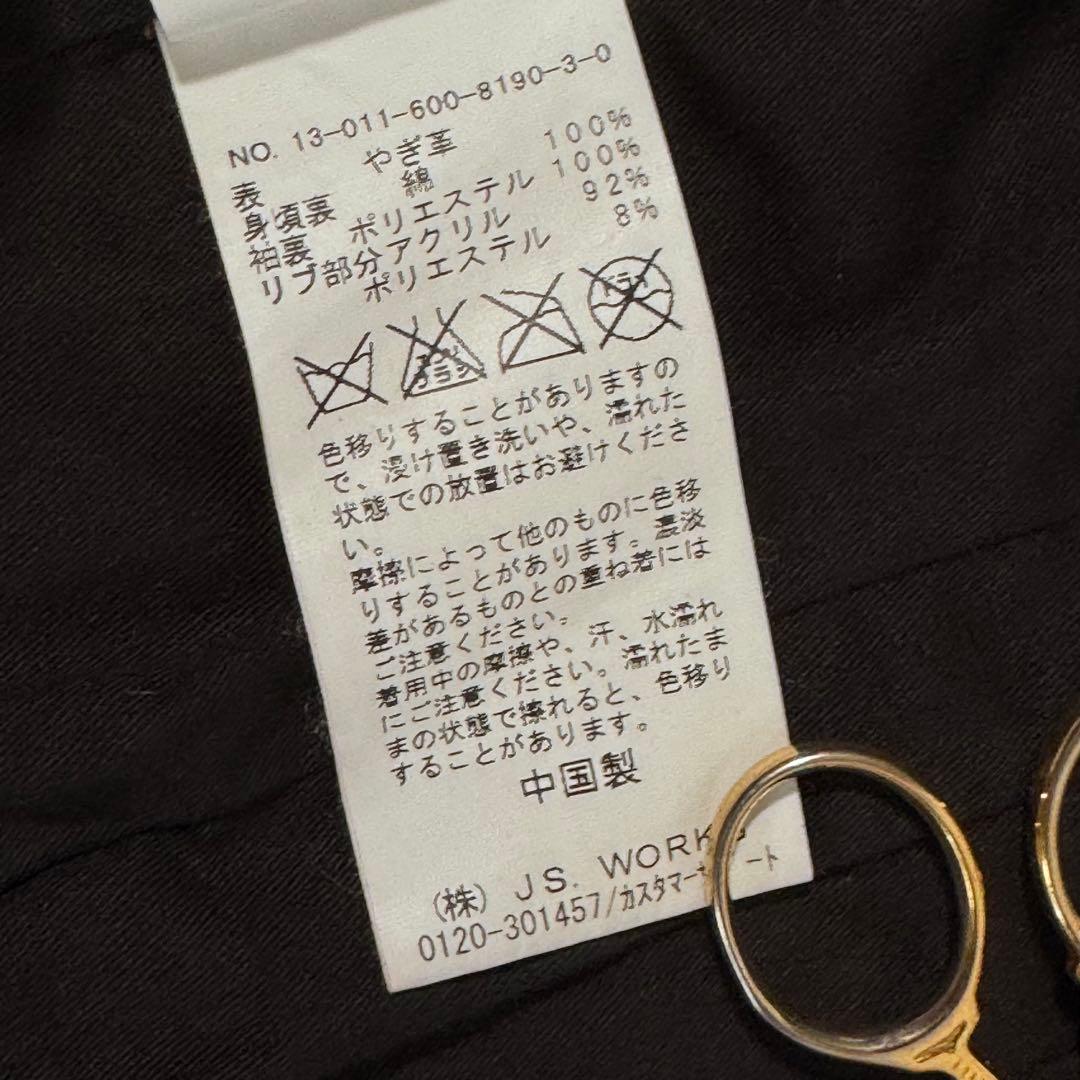 NO. 13-011-600-8190-3-0
表 やぎ革
身頃裏 綿 100%
袖裏 ポリエステル 100%
リブ部分アクリル 92%
ポリエステル 8%
ドライ
色移りすることがありますの
で、浸け置き洗いや、濡れた
状態での放置はお避けくださ
い。
摩擦によって他のものに色移
りすることがあります。濃淡
差があるものとの重ね着には
ご注意ください。
着用中の摩擦や、汗、水濡れ
にご注意ください。濡れたま
まの状態で擦れると、色移り
することがあります。
中国製
(株) JS. WORKS
0120-301457/カスタマー ート